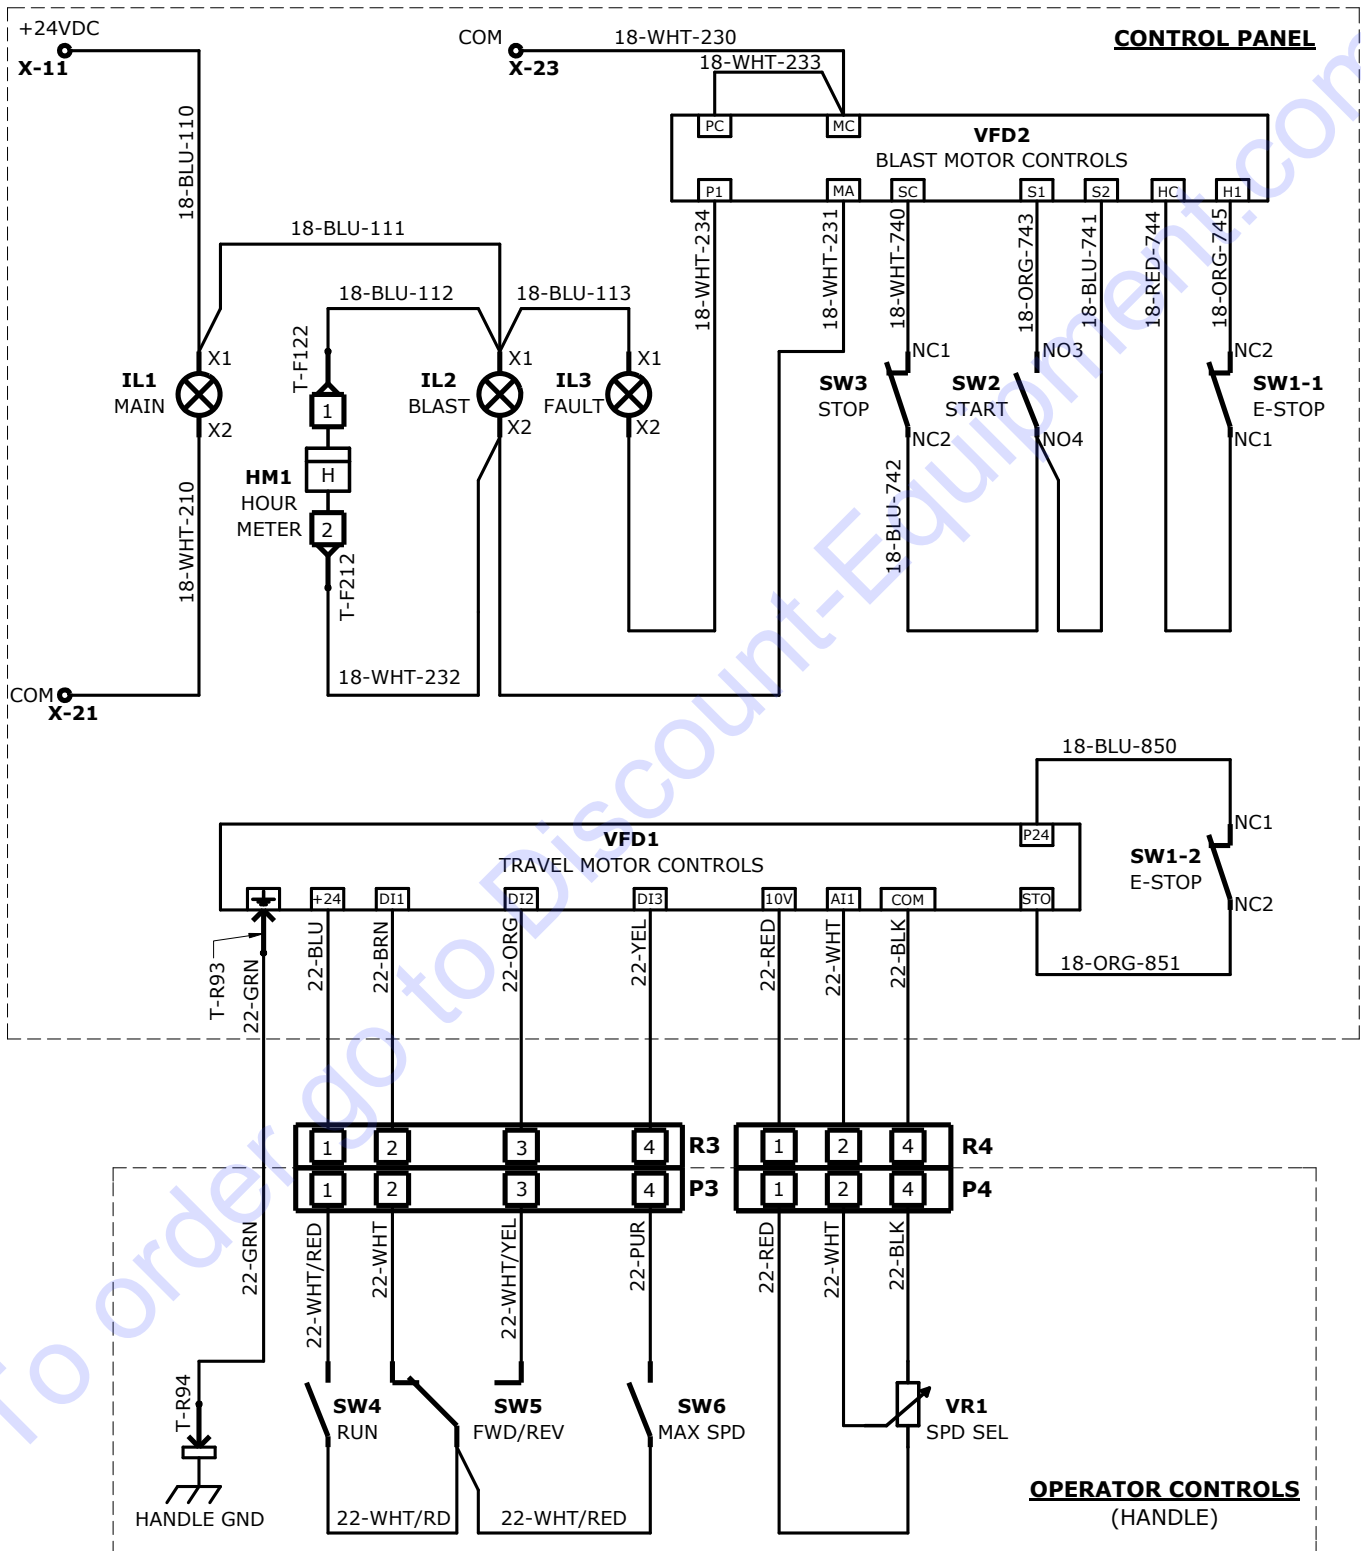 +24VDC
X-11
COM
X-23
18-WHT-230
18-WHT-233
CONTROL PANEL
18-BLU-110
PC
MC
VFD2
BLAST MOTOR CONTROLS
P1
MA
SC
S1
S2
HC
H1
18-WHT-234
18-WHT-231
18-WHT-740
18-ORG-743
18-BLU-741
18-RED-744
18-ORG-745
18-BLU-111
18-BLU-112
18-BLU-113
T-F122
X1
X1
X1
IL1
MAIN
IL2
BLAST
IL3
FAULT
X2
X2
X2
1
H
2
HM1
HOUR
METER
T-F212
NC1
SW3
STOP
NC2
NO3
SW2
START
NO4
NC2
SW1-1
E-STOP
NC1
18-BLU-742
18-WHT-210
18-WHT-232
COM
X-21
18-BLU-850
VFD1
TRAVEL MOTOR CONTROLS
P24
NC1
SW1-2
E-STOP
NC2
+24
DI1
DI2
DI3
10V
AI1
COM
STO
T-R93
22-GRN
22-BLU
22-BRN
22-ORG
22-YEL
22-RED
22-WHT
22-BLK
18-ORG-851
1
2
3
4
R3
1
2
4
R4
1
2
3
4
P3
1
2
4
P4
22-GRN
22-WHT/RED
22-WHT
22-WHT/YEL
22-PUR
22-RED
22-WHT
22-BLK
T-R94
SW4
RUN
SW5
FWD/REV
SW6
MAX SPD
VR1
SPD SEL
HANDLE GND
22-WHT/RD
22-WHT/RED
OPERATOR CONTROLS
(HANDLE)
To order go to Discount-Equipment.com